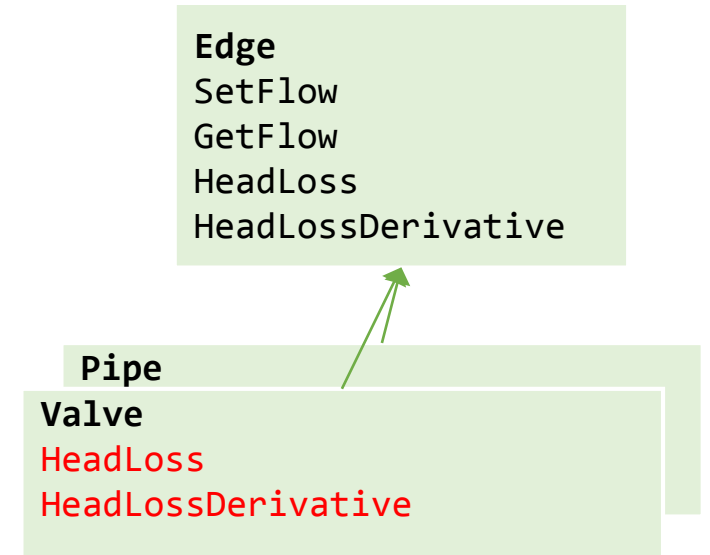 Edge
SetFlow
GetFlow
HeadLoss
HeadLossDerivative
Pipe
Valve
HeadLoss
HeadLossDerivative